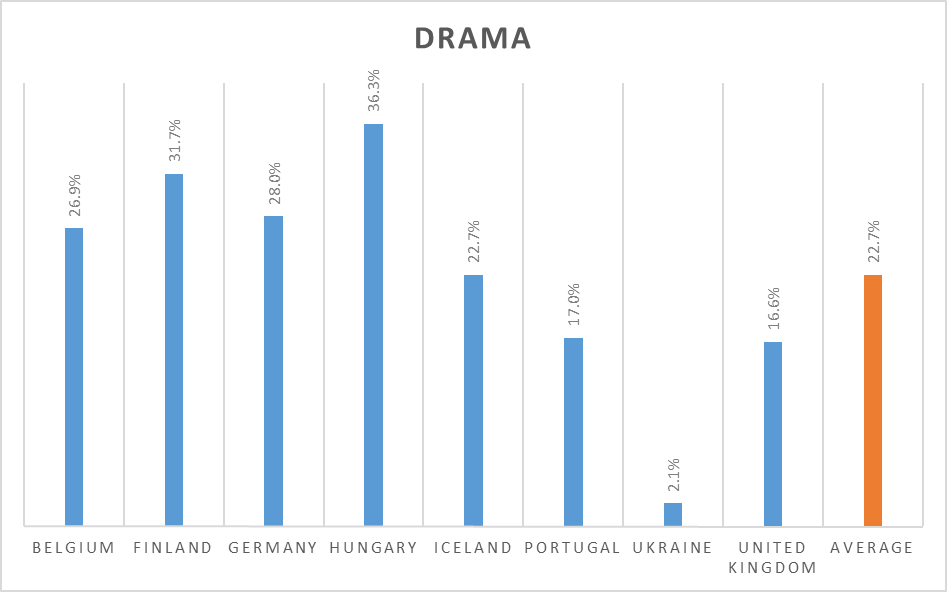 DRAMA
26.9%
31.7%
28.0%
36.3%
22.7%
17.0%
2.1%
16.6%
22.7%
BELGIUM
FINLAND
GERMANY
HUNGARY
ICELAND
PORTUGAL
UKRAINE
UNITED
KINGDOM
AVERAGE